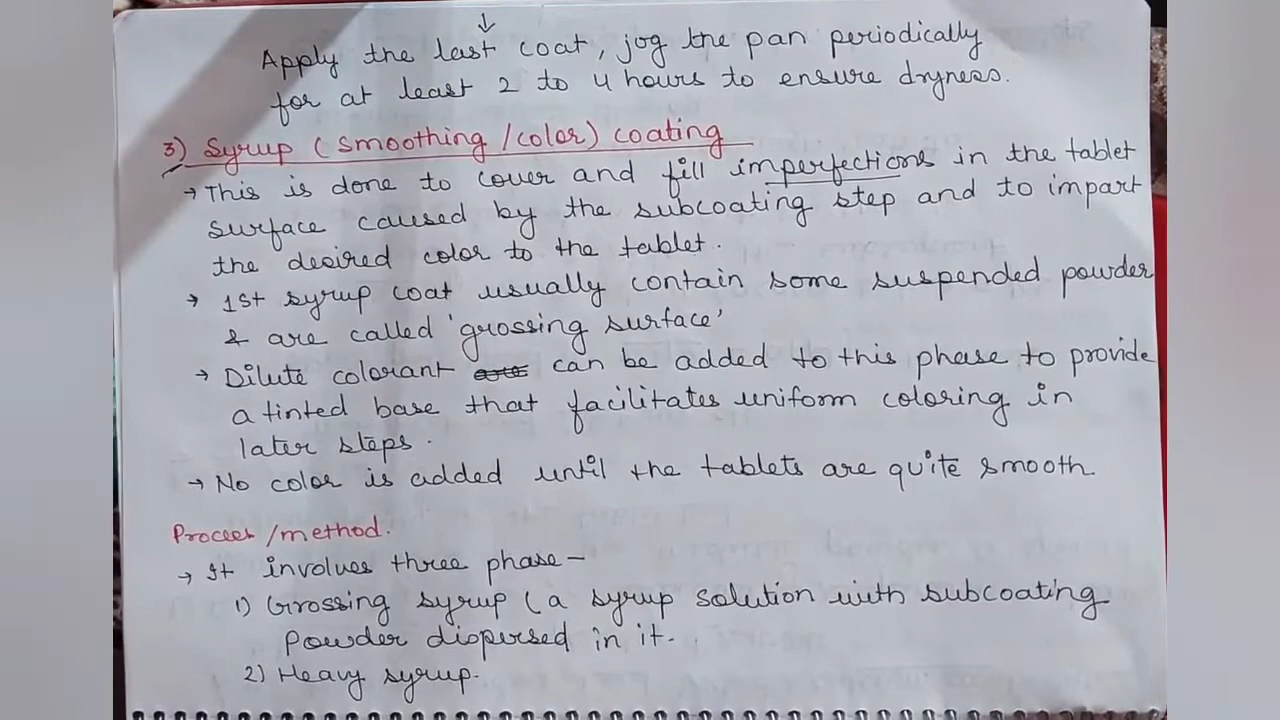 ↓
Apply the last coat, jog the pan periodically
for at least 2 to 4 hours to ensure dryness.
3) Syrup (smoothing /color) coating
→ This is done to cover and fill imperfections in the tablet
surface caused by the subcoating step and to impart
the desired color to the tablet.
→ 1st syrup coat usually contain some suspended powder
& are called 'grossing surface'
→ Dilute colorant can be added to this phase to provide
a tinted base that facilitates uniform coloring in
later steps.
→ No color is added until the tablets are quite smooth
Process /method.
→ It involves three phase –
1) Grossing syrup (a syrup solution with subcoating
powder dispersed in it.
2) Heavy syrup.